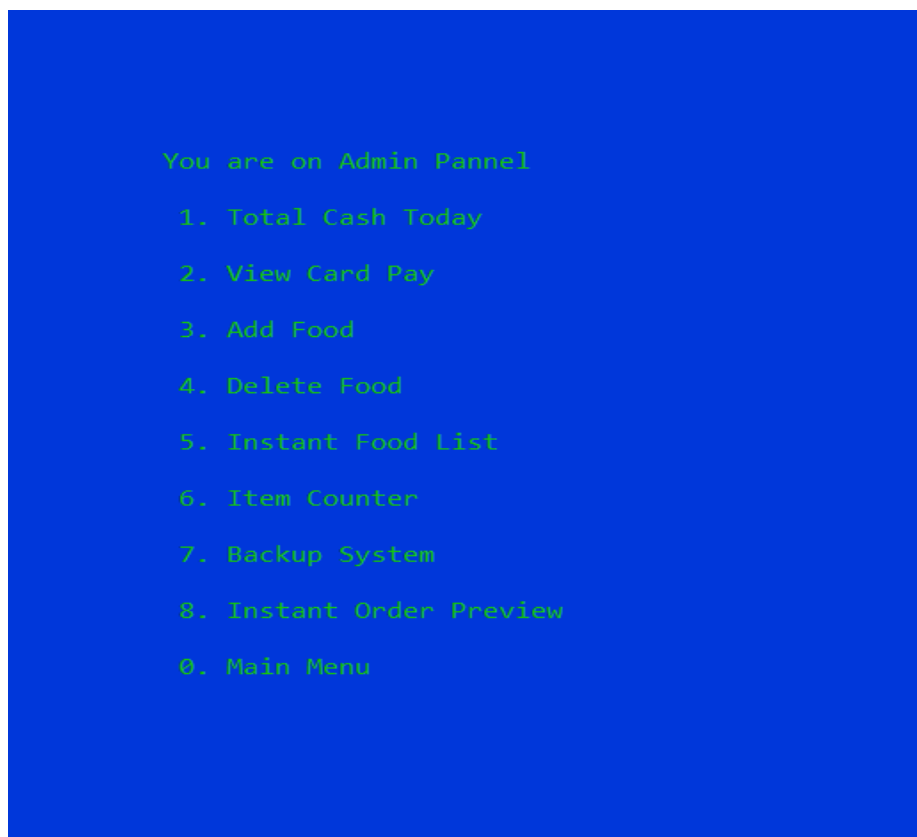 You are on Admin Pannel
1. Total Cash Today
2. View Card Pay
3. Add Food
4. Delete Food
5. Instant Food List
6. Item Counter
7. Backup System
8. Instant Order Preview
0. Main Menu